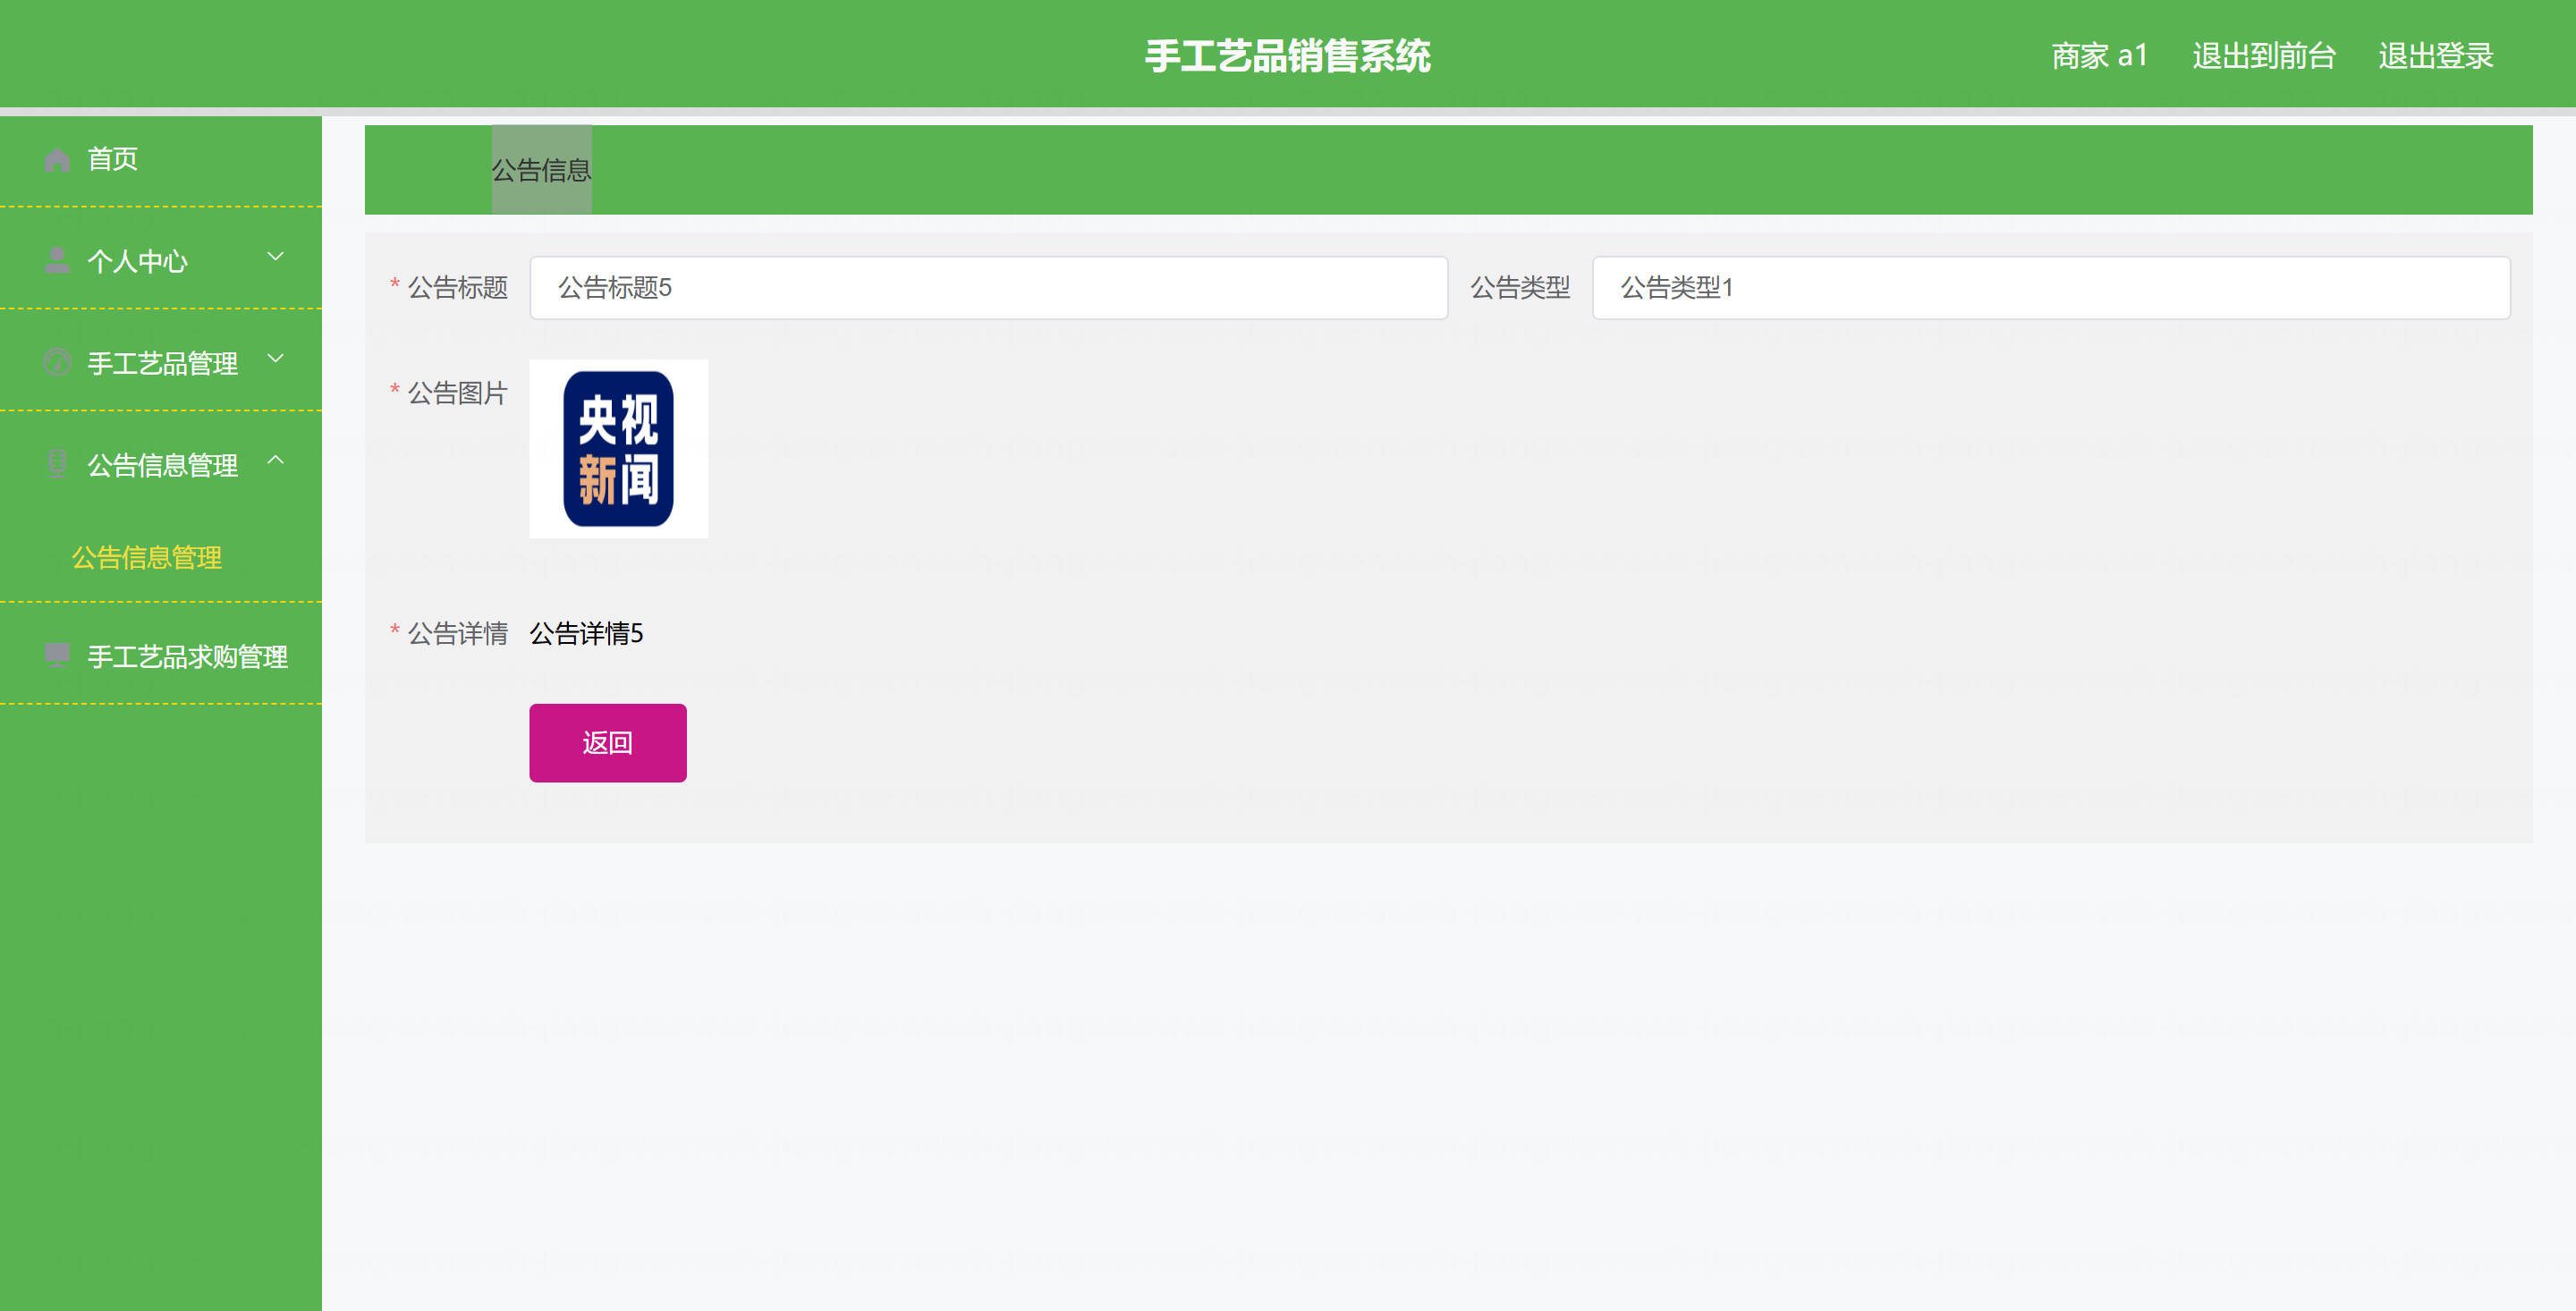 手工艺品销售系统
商家 a1 退出到前台 退出登录
首页
个人中心
手工艺品管理
公告信息管理
公告信息管理
手工艺品求购管理
公告信息
* 公告标题 公告标题5 公告类型 公告类型1
* 公告图片
央视
新闻
* 公告详情 公告详情5
返回